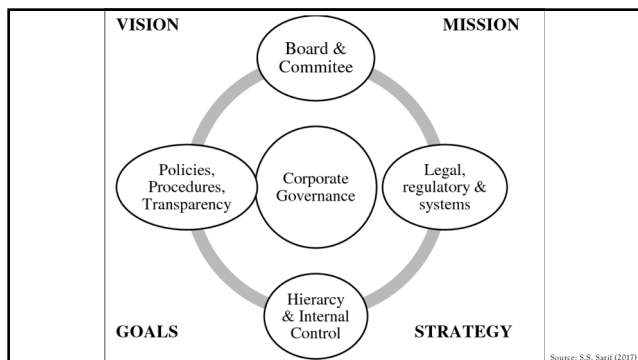 VISION
MISSION
Board &
Commitee
Policies,
Procedures,
Transparency
Corporate
Governance
Legal,
regulatory &
systems
Hierarcy
& Internal
Control
GOALS
STRATEGY
Source: S.S. Sarif (2017)